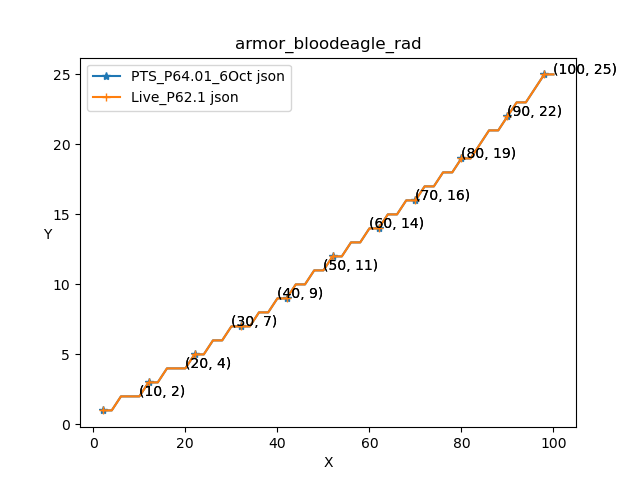 armor_bloodeagle_rad
PTS_P64.01_6Oct json
Live_P62.1 json
(100, 25)
(90, 22)
(80, 19)
(70, 16)
(60, 14)
(50, 11)
(40, 9)
(30, 7)
(20, 4)
(10, 2)
25
20
15
10
5
0
Y
0 20 40 60 80 100
X